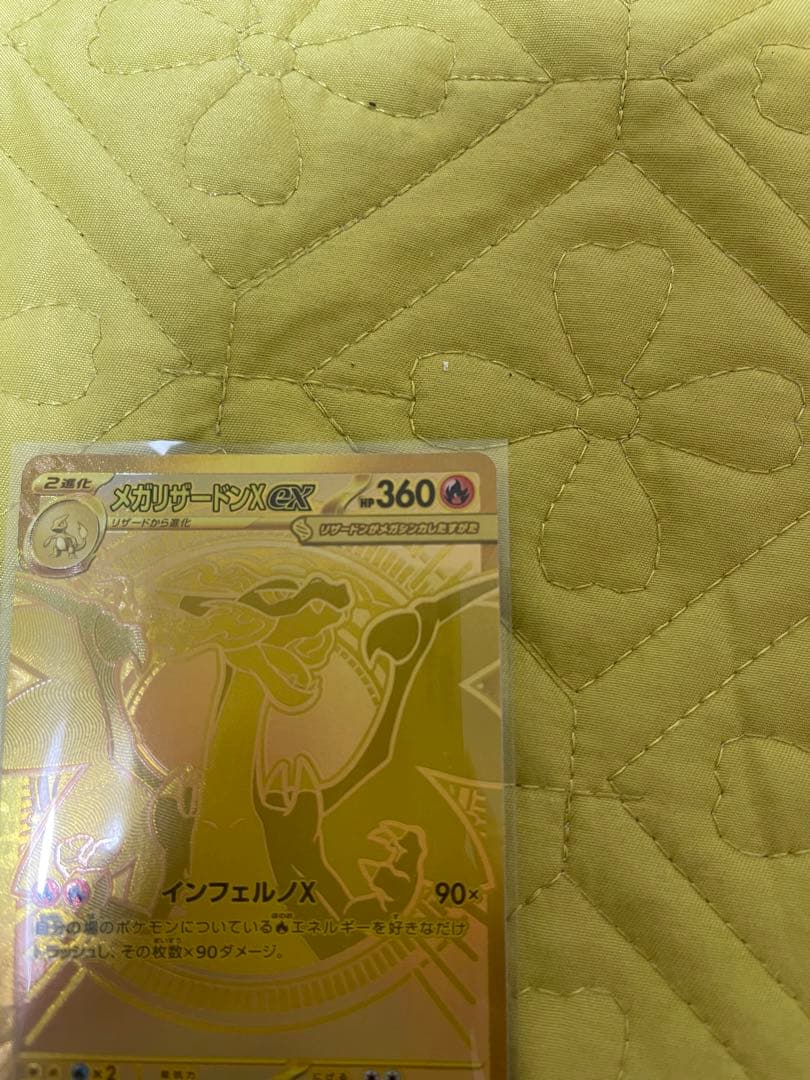 2進化
メガリザードンXex HP360
リザードから進化
リザードンがメガシンカしたすがた
インフェルノX 90×
自分の場のポケモンについているエネルギーを好きなだけ
トラッシュし、その枚数×90ダメージ。
×2